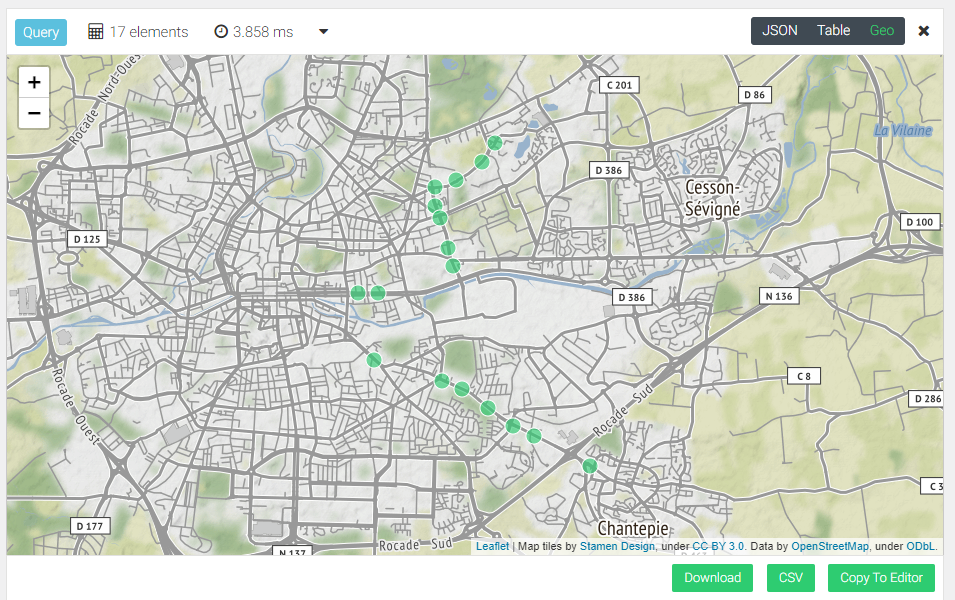 Query 17 elements 3.858 ms JSON Table Geo ✖
+
−
Rocade Nord-Oues
C 201
D 86
La Vilaine
D 386
Cesson-
Sévigné
D 100
D 125
D 386
N 136
Rocade Ouest
C 8
D 286
Rocade Sud
C 3
D 177
Chantepie
Rocade Sud
N 137
Leaflet | Map tiles by Stamen Design, under CC BY 3.0. Data by OpenStreetMap, under ODbL.
Download CSV Copy To Editor